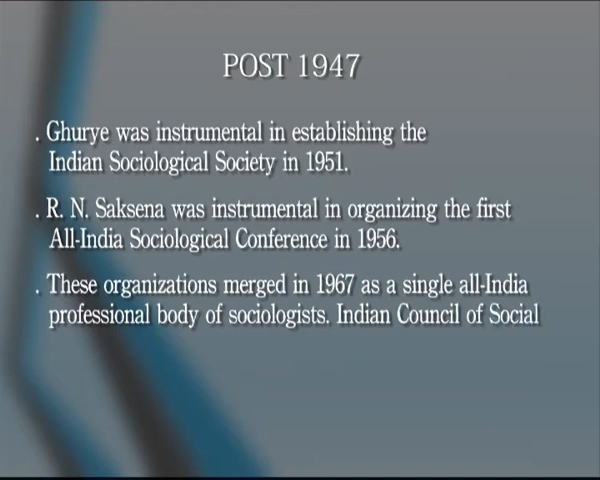 POST 1947
. Ghurye was instrumental in establishing the
Indian Sociological Society in 1951.
. R. N. Saksena was instrumental in organizing the first
All-India Sociological Conference in 1956.
. These organizations merged in 1967 as a single all-India
professional body of sociologists. Indian Council of Social